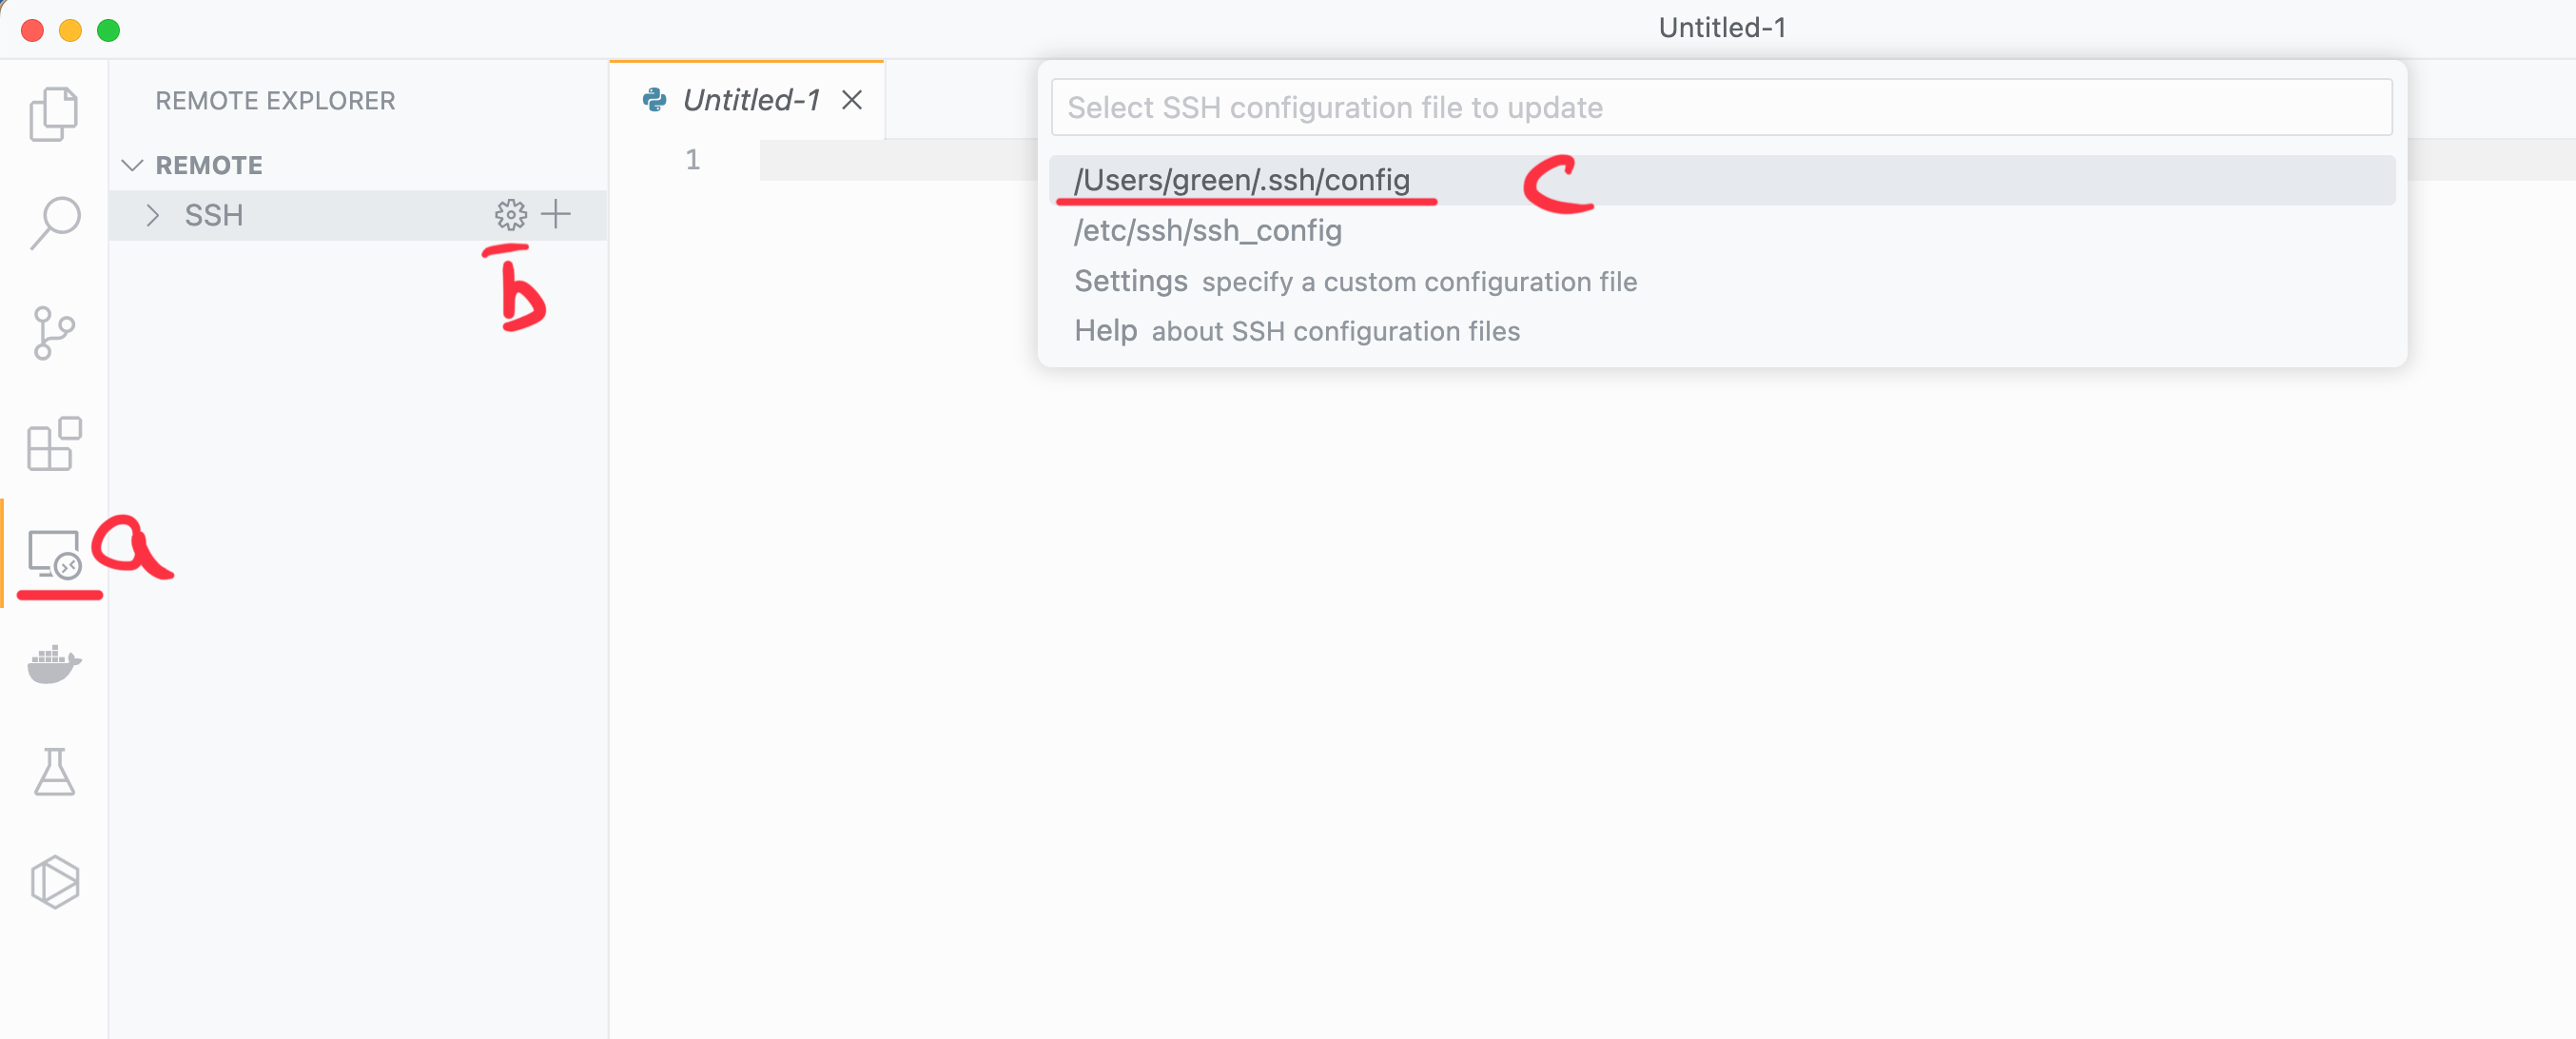 Untitled-1
REMOTE EXPLORER
REMOTE
SSH
b
a
Untitled-1
1
Select SSH configuration file to update
/Users/green/.ssh/config
C
/etc/ssh/ssh_config
Settings specify a custom configuration file
Help about SSH configuration files